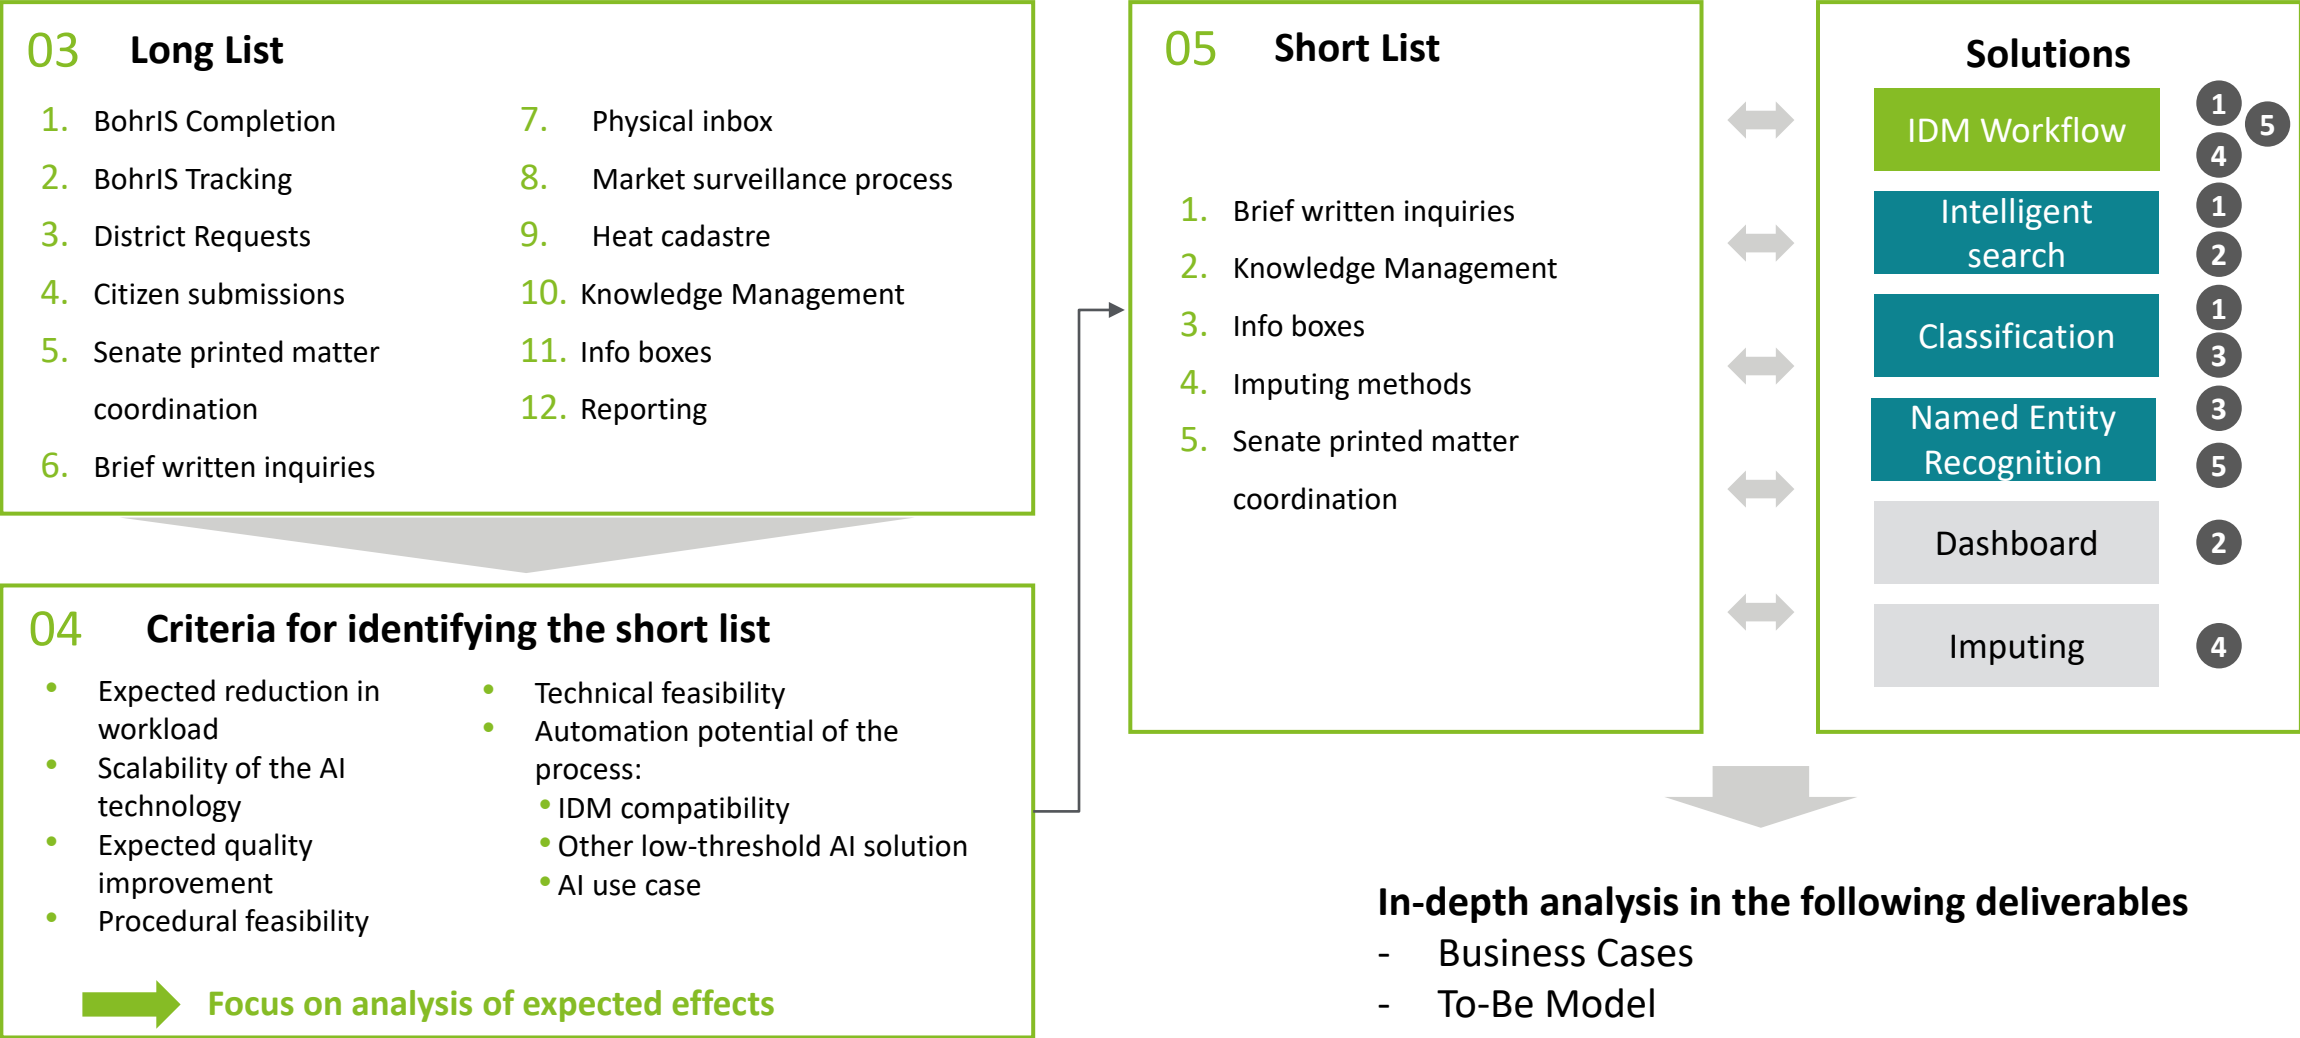 03 Long List
1. BohrIS Completion
2. BohrIS Tracking
3. District Requests
4. Citizen submissions
5. Senate printed matter
coordination
6. Brief written inquiries
7. Physical inbox
8. Market surveillance process
9. Heat cadastre
10. Knowledge Management
11. Info boxes
12. Reporting
04 Criteria for identifying the short list
• Expected reduction in
workload
• Scalability of the AI
technology
• Expected quality
improvement
• Procedural feasibility
• Technical feasibility
• Automation potential of the
process:
• IDM compatibility
• Other low-threshold AI solution
• AI use case
Focus on analysis of expected effects
05 Short List
1. Brief written inquiries
2. Knowledge Management
3. Info boxes
4. Imputing methods
5. Senate printed matter
coordination
Solutions
IDM Workflow
1
5
4
Intelligent
search
1
2
Classification
1
3
Named Entity
Recognition
3
5
Dashboard
2
Imputing
4
In-depth analysis in the following deliverables
- Business Cases
- To-Be Model